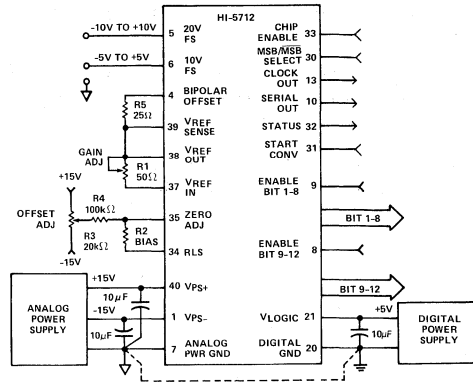 HI-5712
-10V TO +10V
5 20V FS
-5V TO +5V
6 10V FS
4 BIPOLAR OFFSET
R5
25Ω
39 VREF SENSE
GAIN ADJ
38 VREF OUT
R1
50Ω
37 VREF IN
+15V
R4
100kΩ
OFFSET ADJ
35 ZERO ADJ
R3
20kΩ
R2
BIAS
-15V
34 RLS
+15V
40 VPS+
10μF
ANALOG POWER SUPPLY
-15V
1 VPS-
10μF
7 ANALOG PWR GND
CHIP ENABLE 33
MSB/MSB SELECT 30
CLOCK OUT 13
SERIAL OUT 10
STATUS 32
START CONV 31
ENABLE BIT 1-8 9
BIT 1-8
ENABLE BIT 9-12 8
BIT 9-12
VLOGIC 21
+5V
10μF
DIGITAL POWER SUPPLY
DIGITAL GND 20